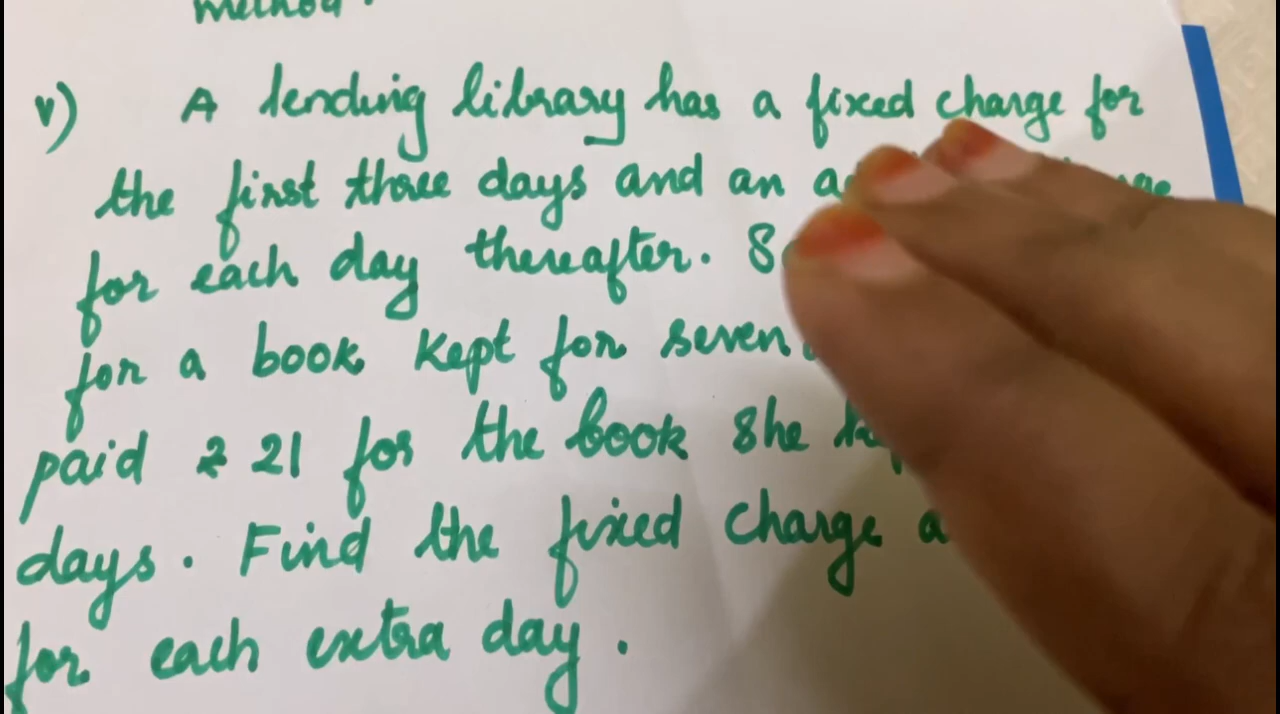 method.
v) A lending library has a fixed charge for
the first three days and an
for each day thereafter.
for a book kept for seven
paid ₹ 21 for the book she
days. Find the fixed charge
for each extra day.